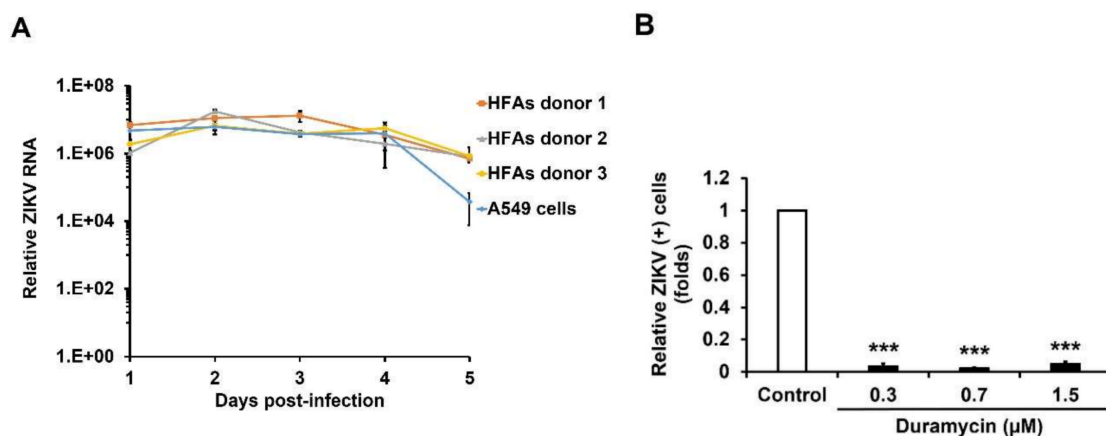 A
Relative ZIKV RNA
1.E+08
1.E+06
1.E+04
1.E+02
1.E+00
1 2 3 4 5
Days post-infection
HFAs donor 1
HFAs donor 2
HFAs donor 3
A549 cells
B
Relative ZIKV (+) cells
(folds)
1.2
1
0.8
0.6
0.4
0.2
0
*** *** ***
Control 0.3 0.7 1.5
Duramycin (µM)